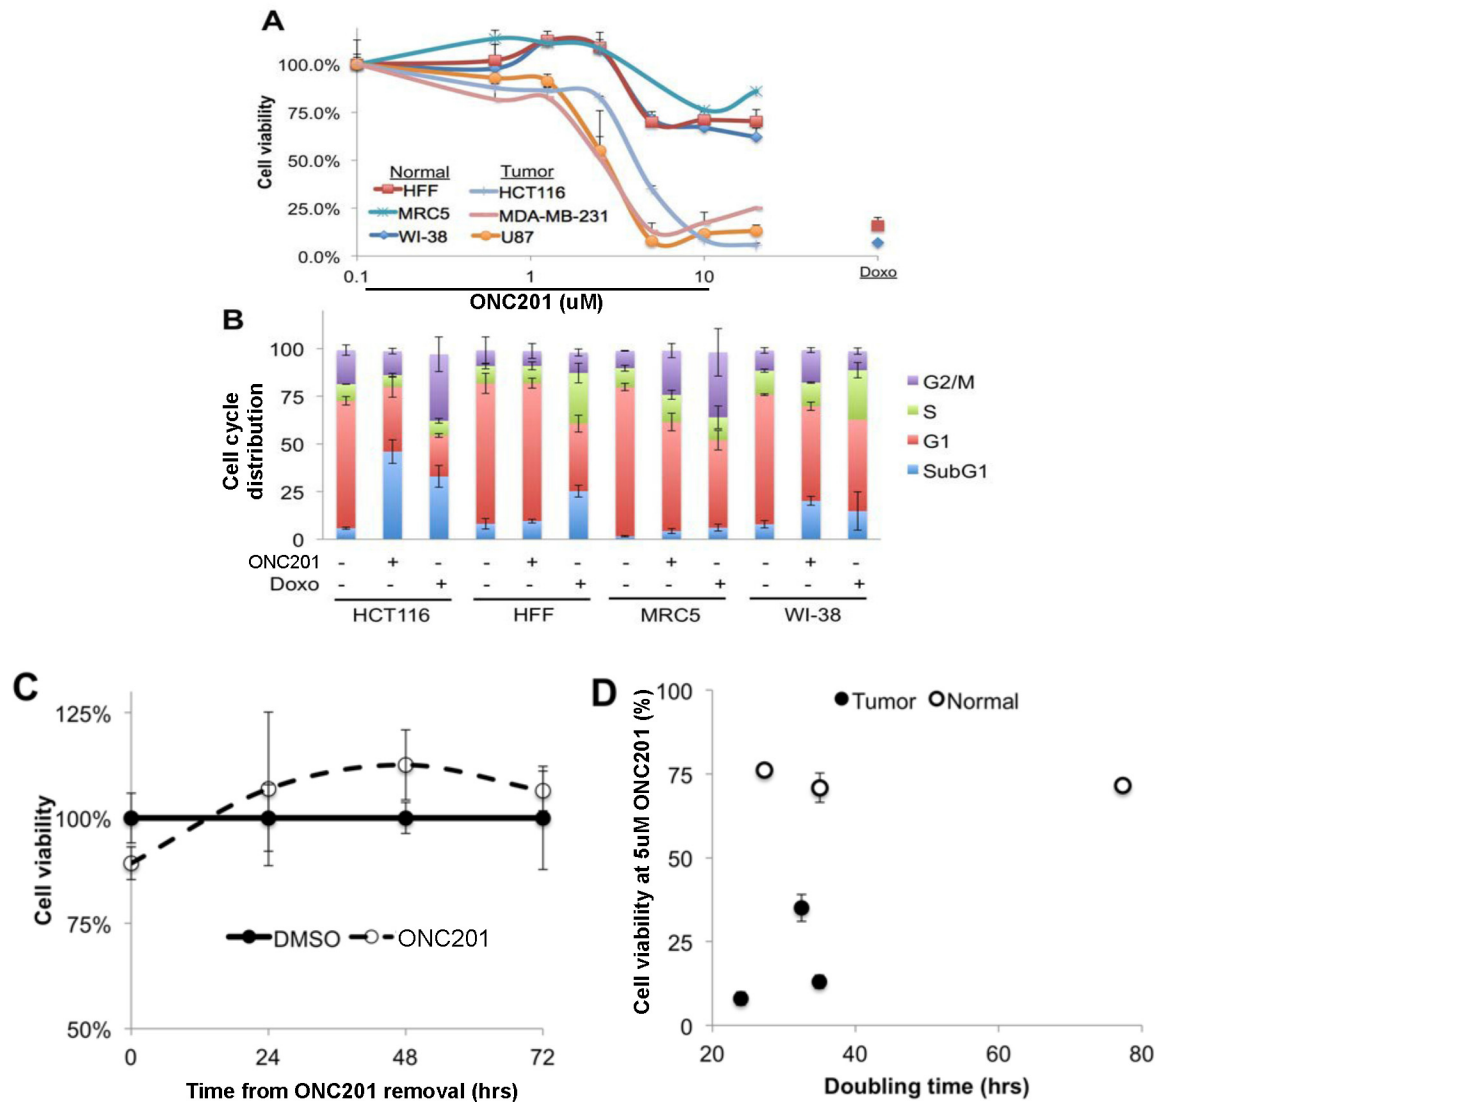 A
100.0%
75.0%
50.0%
25.0%
0.0%
Cell viability
Normal Tumor
HFF HCT116
MRC5 MDA-MB-231
WI-38 U87
0.1 1 10 Doxo
ONC201 (uM)
B
100
75
50
25
0
Cell cycle
distribution
G2/M
S
G1
SubG1
ONC201 - + - - + - - + - - + -
Doxo - - + - - + - - + - - +
HCT116 HFF MRC5 WI-38
C
125%
100%
75%
50%
Cell viability
DMSO ONC201
0 24 48 72
Time from ONC201 removal (hrs)
D
100
75
50
25
0
Cell viability at 5uM ONC201 (%)
Tumor Normal
20 40 60 80
Doubling time (hrs)